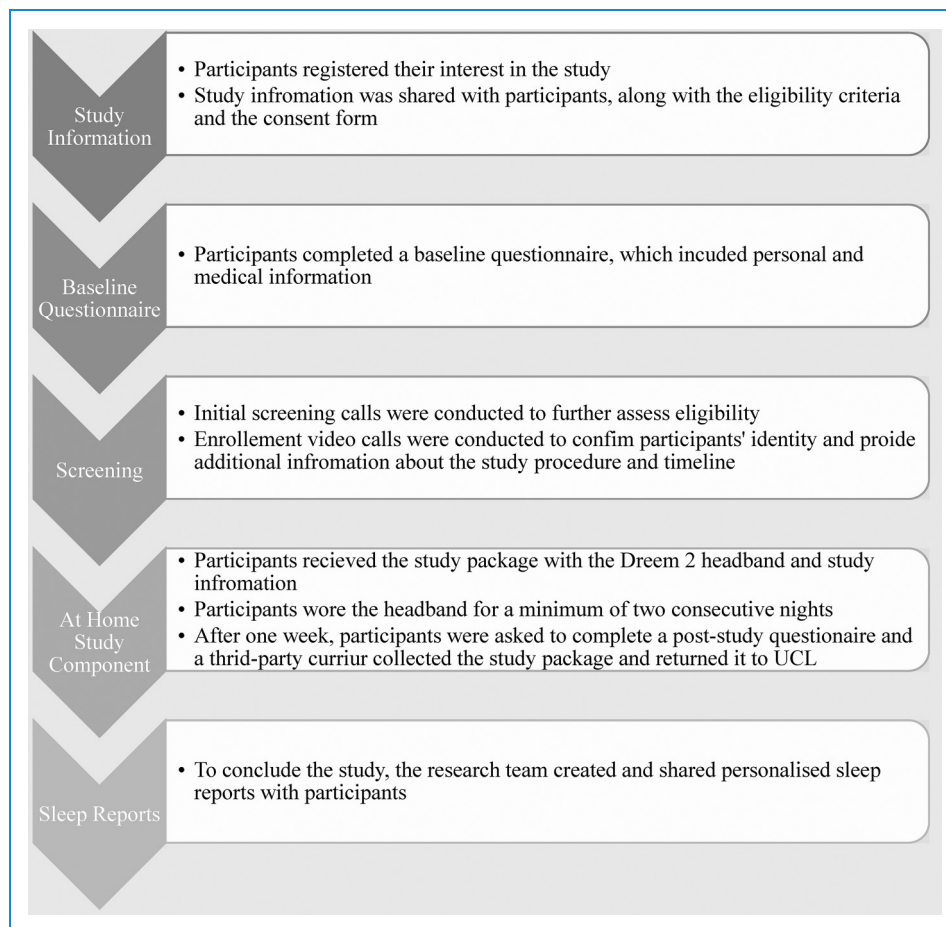 Study
Information
• Participants registered their interest in the study
• Study infromation was shared with participants, along with the eligibility criteria
and the consent form
Baseline
Questionnaire
• Participants completed a baseline questionnaire, which incuded personal and
medical information
Screening
• Initial screening calls were conducted to further assess eligibility
• Enrollement video calls were conducted to confim participants' identity and proide
additional infromation about the study procedure and timeline
At Home
Study
Component
• Participants recieved the study package with the Dreem 2 headband and study
infromation
• Participants wore the headband for a minimum of two consecutive nights
• After one week, participants were asked to complete a post-study questionaire and
a thrid-party curriur collected the study package and returned it to UCL
Sleep Reports
• To conclude the study, the research team created and shared personalised sleep
reports with participants